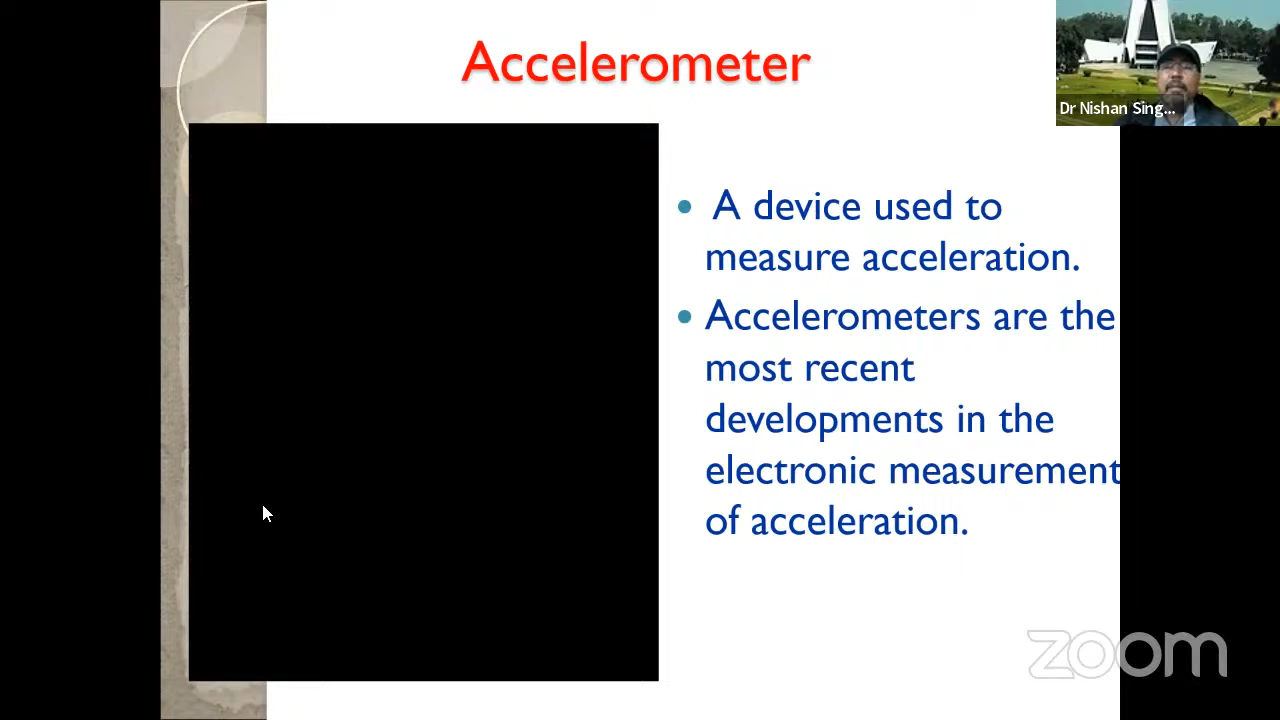 Accelerometer
Dr Nishan Sing...
• A device used to
measure acceleration.
• Accelerometers are the
most recent
developments in the
electronic measurement
of acceleration.
zoom